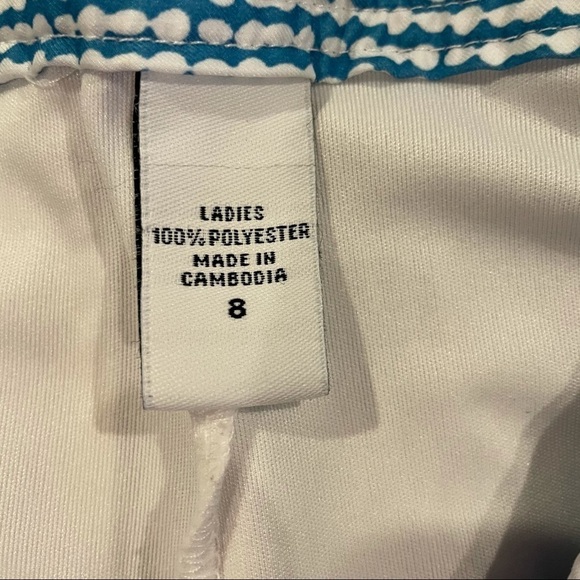 LADIES
100% POLYESTER
MADE IN
CAMBODIA
8